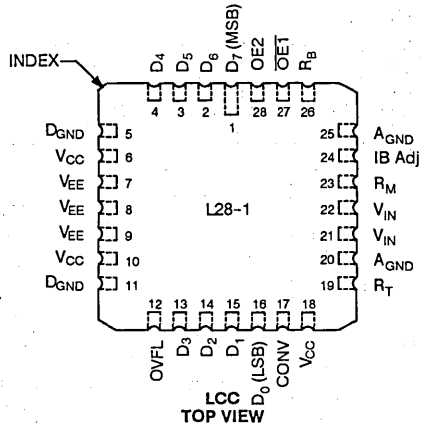 INDEX
D4 D5 D6 D7 (MSB) OE2 OE1 RB
4 3 2 1 28 27 26
DGND 5 25 AGND
VCC 6 24 IB Adj
VEE 7 23 RM
VEE 8 L28-1 22 VIN
VEE 9 21 VIN
VCC 10 20 AGND
DGND 11 19 RT
12 13 14 15 16 17 18
OVFL D3 D2 D1 D0 (LSB) CONV VCC
LCC
TOP VIEW